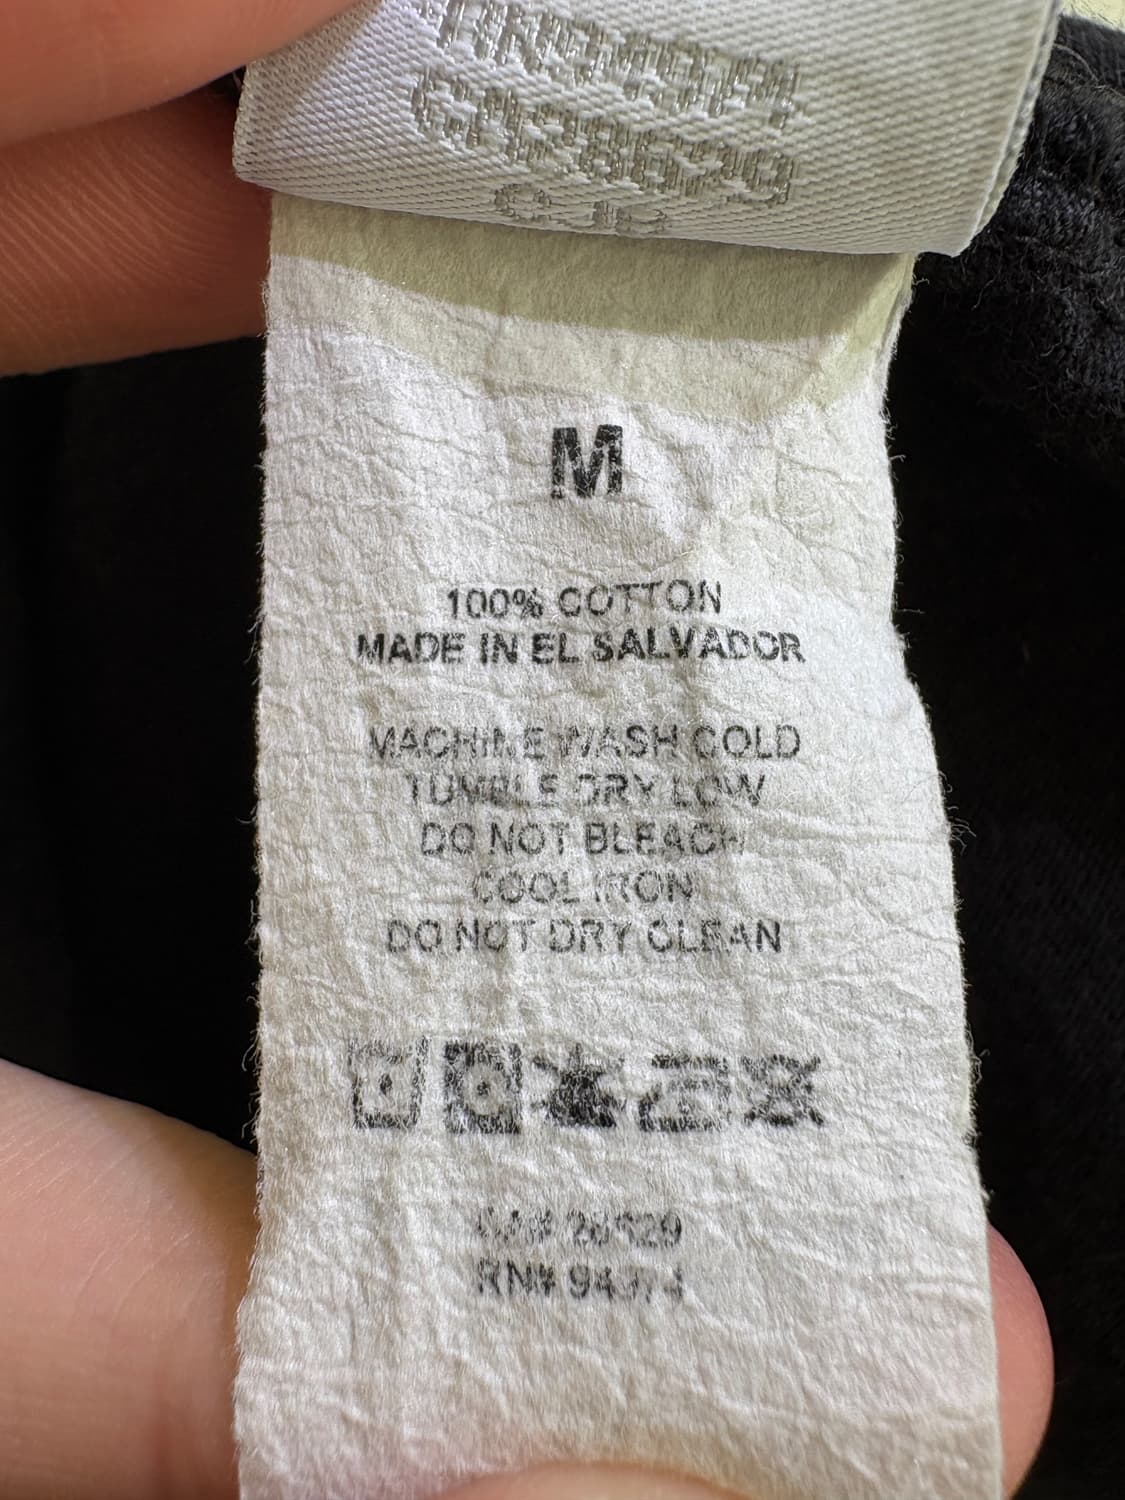 M
100% COTTON
MADE IN EL SALVADOR
MACHINE WASH COLD
TUMBLE DRY LOW
DO NOT BLEACH
COOL IRON
DO NOT DRY CLEAN
RN#